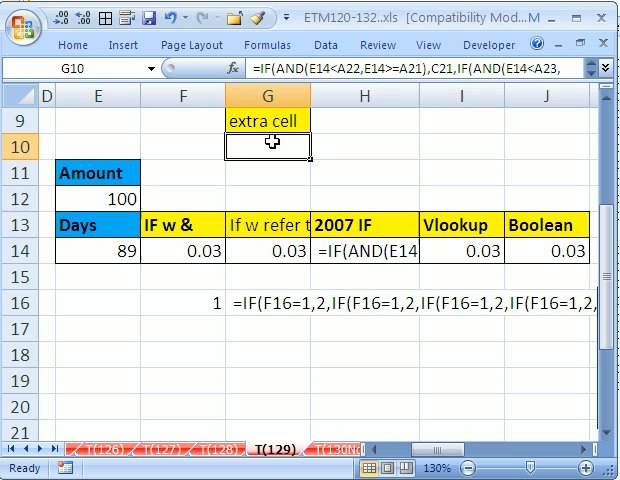 ETM120-132..xls [Compatibility Mod...M
Home Insert Page Layout Formulas Data Review View Developer
G10 fx =IF(AND(E14<A22,E14>=A21),C21,IF(AND(E14<A23,
D E F G H I J
9 extra cell
10
11 Amount
12 100
13 Days IF w & If w refer t 2007 IF Vlookup Boolean
14 89 0.03 0.03 =IF(AND(E14 0.03 0.03
15
16 1 =IF(F16=1,2,IF(F16=1,2,IF(F16=1,2,IF(F16=1,2,
17
18
19
20
21
T(126) T(127) T(128) T(129) T(130No
Ready 130%